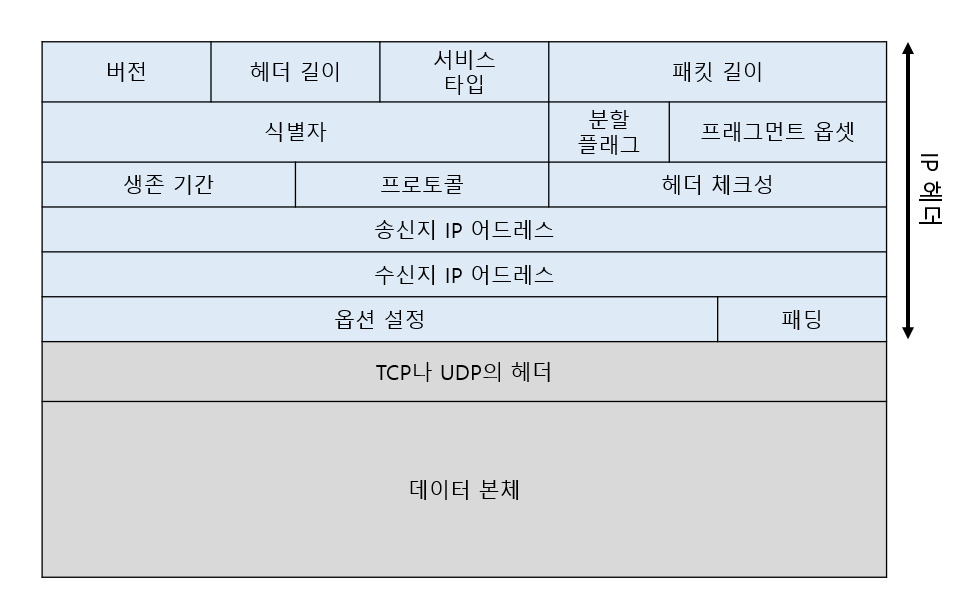 버전
헤더 길이
서비스
타입
패킷 길이
식별자
분할
플래그
프래그먼트 옵셋
생존 기간
프로토콜
헤더 체크성
송신지 IP 어드레스
수신지 IP 어드레스
옵션 설정
패딩
TCP나 UDP의 헤더
데이터 본체
IP 헤더